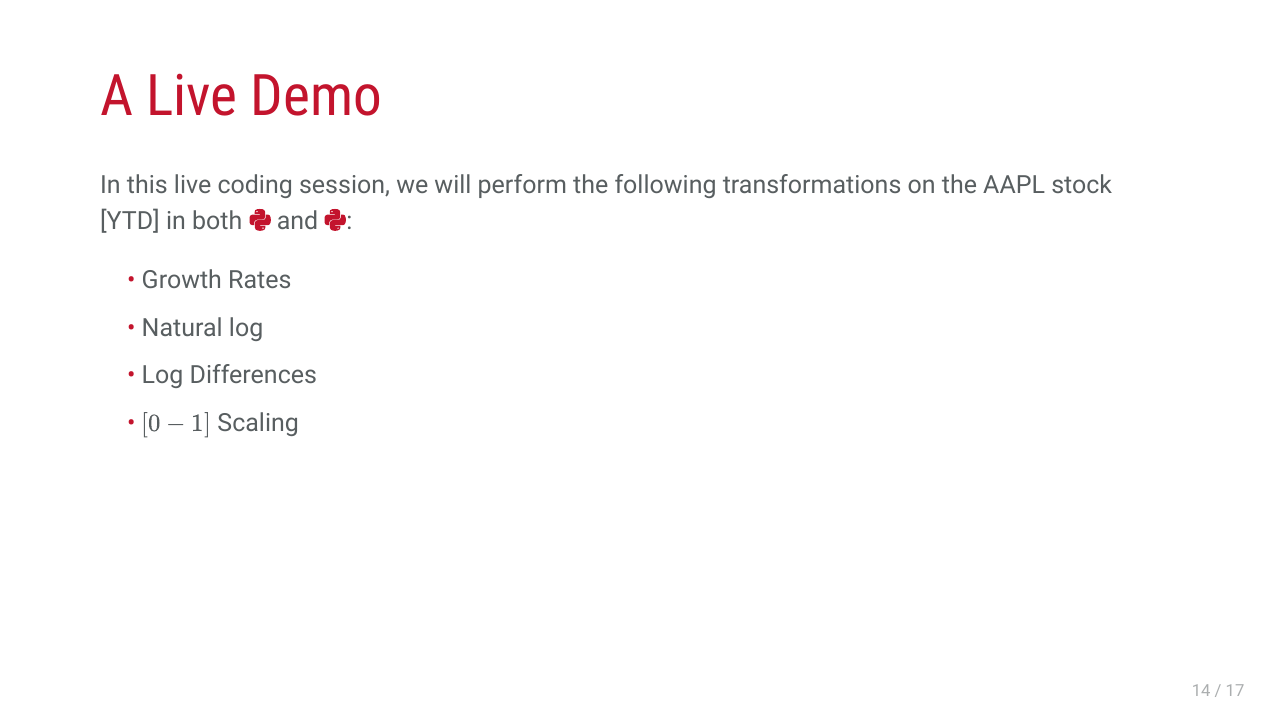 A Live Demo
In this live coding session, we will perform the following transformations on the AAPL stock
[YTD] in both and :
• Growth Rates
• Natural log
• Log Differences
• [0 − 1] Scaling
14 / 17